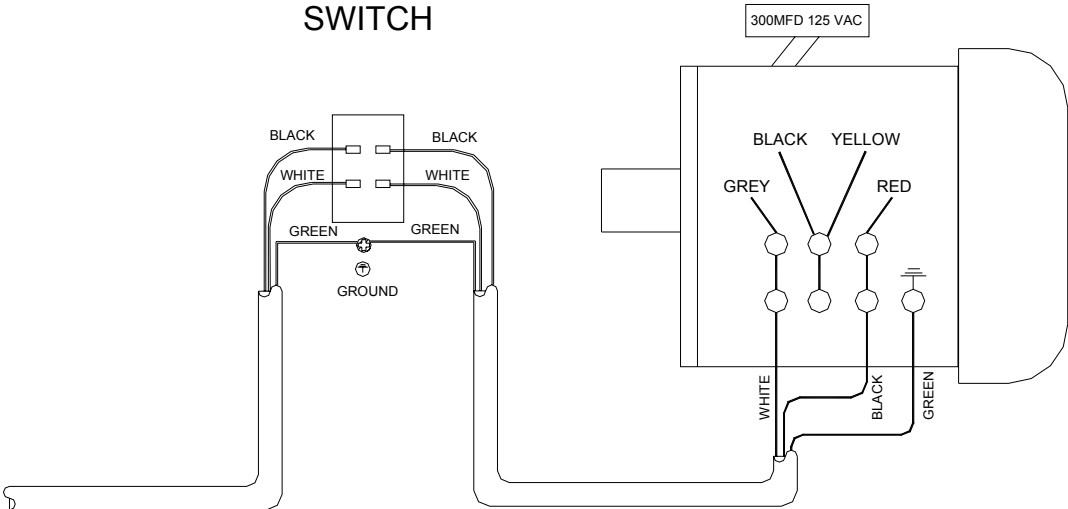 SWITCH
300MFD 125 VAC
BLACK
BLACK
WHITE
WHITE
GREEN
GREEN
GROUND
BLACK YELLOW
GREY
RED
WHITE
BLACK
GREEN